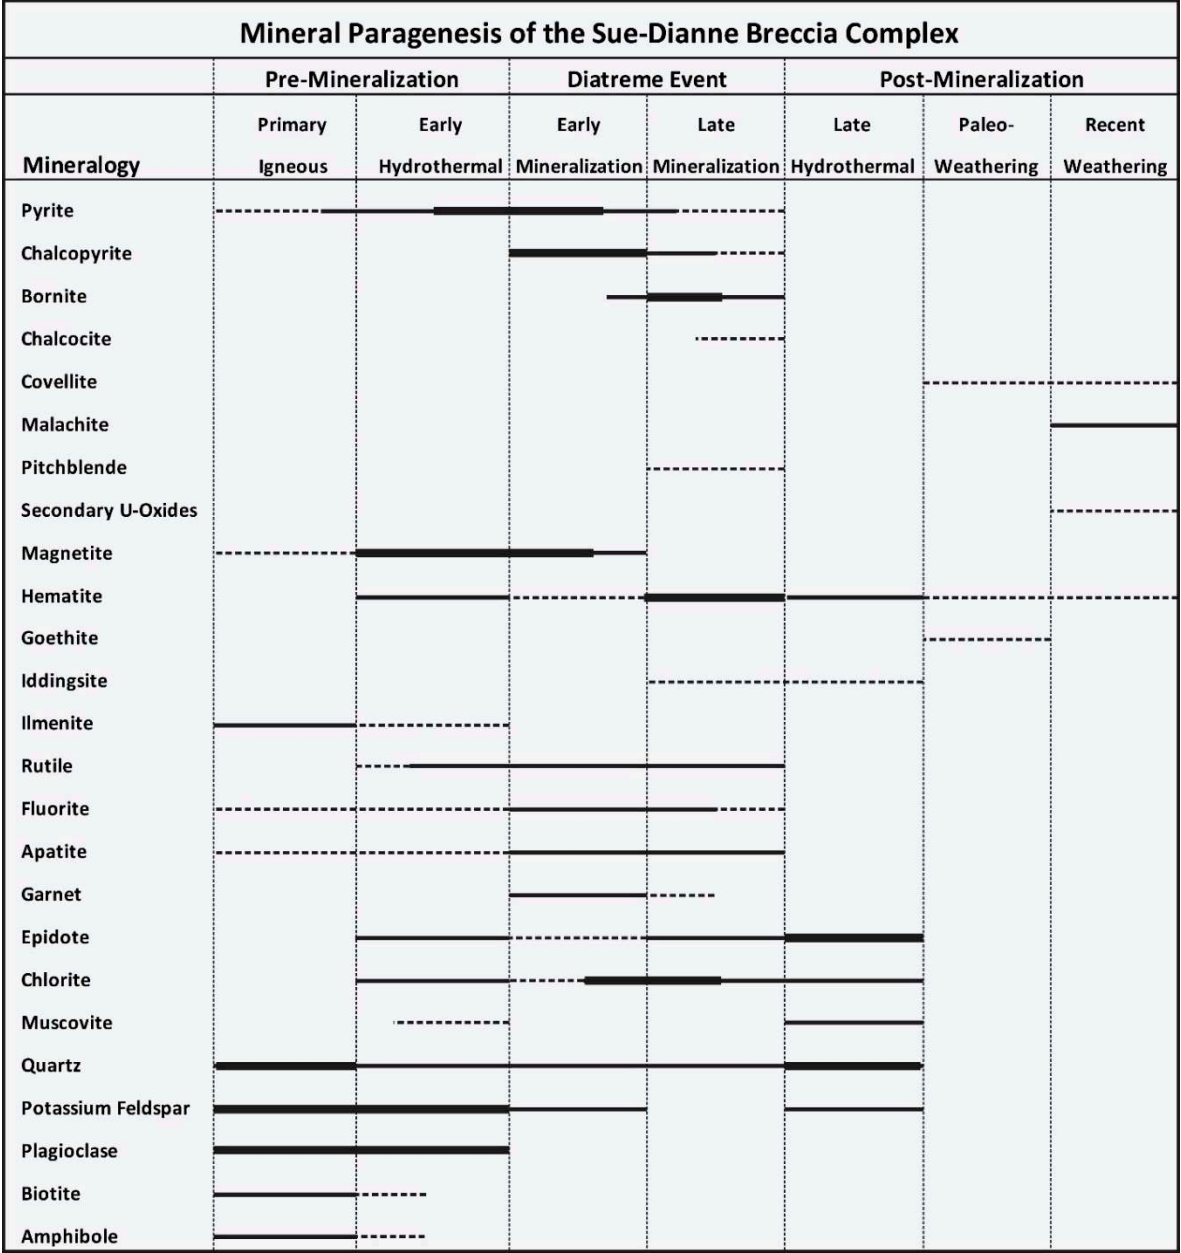 Mineral Paragenesis of the Sue-Dianne Breccia Complex
Pre-Mineralization Diatreme Event Post-Mineralization
Primary Early Early Late Late Paleo- Recent
Mineralogy Igneous Hydrothermal Mineralization Mineralization Hydrothermal Weathering Weathering
Pyrite
Chalcopyrite
Bornite
Chalcocite
Covellite
Malachite
Pitchblende
Secondary U-Oxides
Magnetite
Hematite
Goethite
Iddingsite
Ilmenite
Rutile
Fluorite
Apatite
Garnet
Epidote
Chlorite
Muscovite
Quartz
Potassium Feldspar
Plagioclase
Biotite
Amphibole